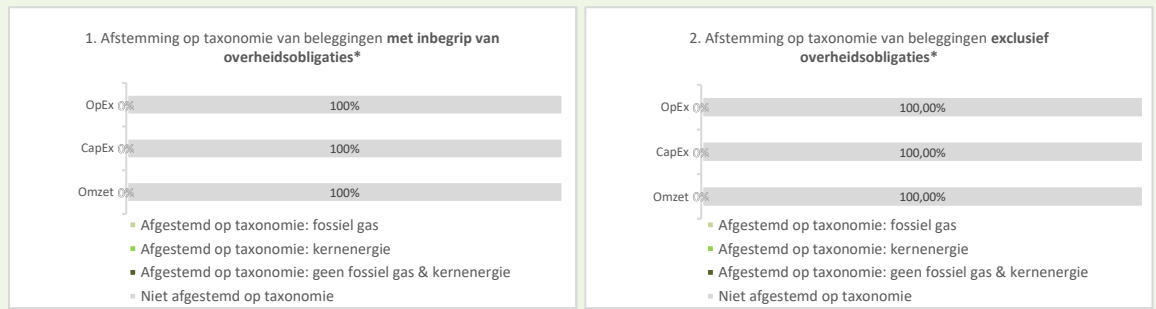 1. Afstemming op taxonomie van beleggingen met inbegrip van
overheidsobligaties*
OpEx 0% 100%
CapEx 0% 100%
Omzet 0% 100%
Afgestemd op taxonomie: fossiel gas
Afgestemd op taxonomie: kernenergie
Afgestemd op taxonomie: geen fossiel gas & kernenergie
Niet afgestemd op taxonomie
2. Afstemming op taxonomie van beleggingen exclusief
overheidsobligaties*
OpEx 0% 100,00%
CapEx 0% 100,00%
Omzet 0% 100,00%
Afgestemd op taxonomie: fossiel gas
Afgestemd op taxonomie: kernenergie
Afgestemd op taxonomie: geen fossiel gas & kernenergie
Niet afgestemd op taxonomie